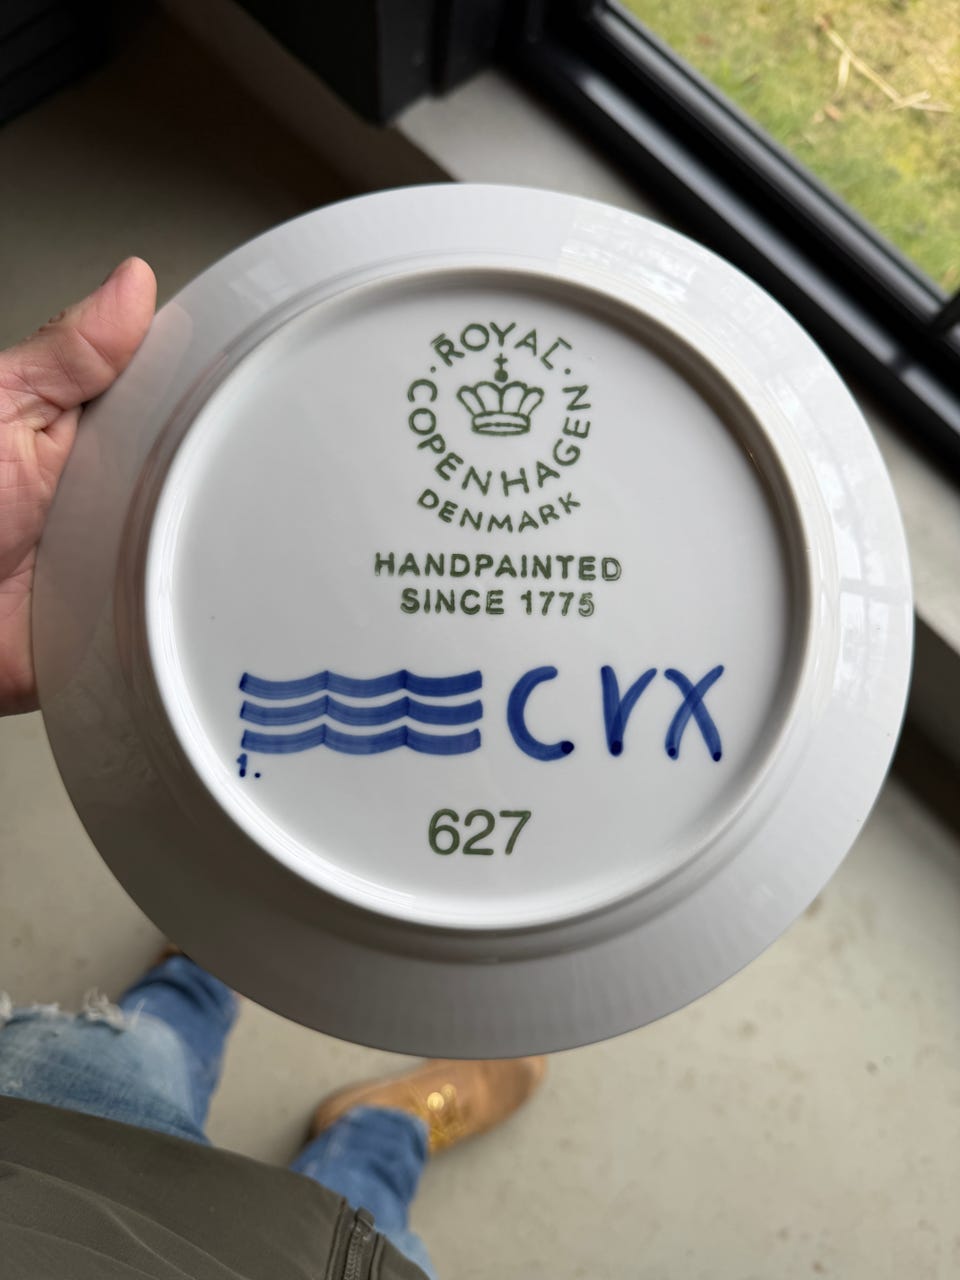 ROYAL
COPENHAGEN
DENMARK
HANDPAINTED
SINCE 1775
CVX
1.
627